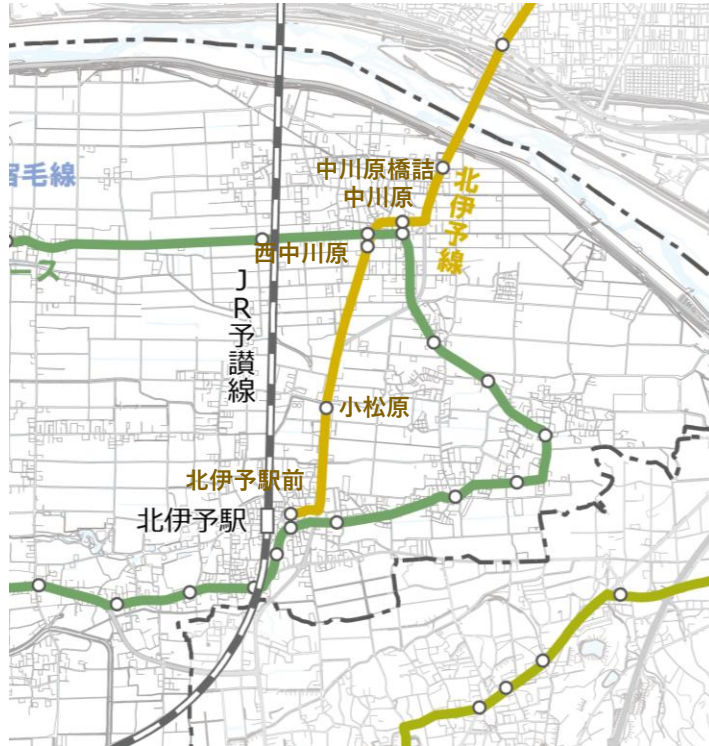 中川原橋詰
中川原
宿毛線
北伊予線
西中川原
ース
JR予讃線
小松原
北伊予駅前
北伊予駅